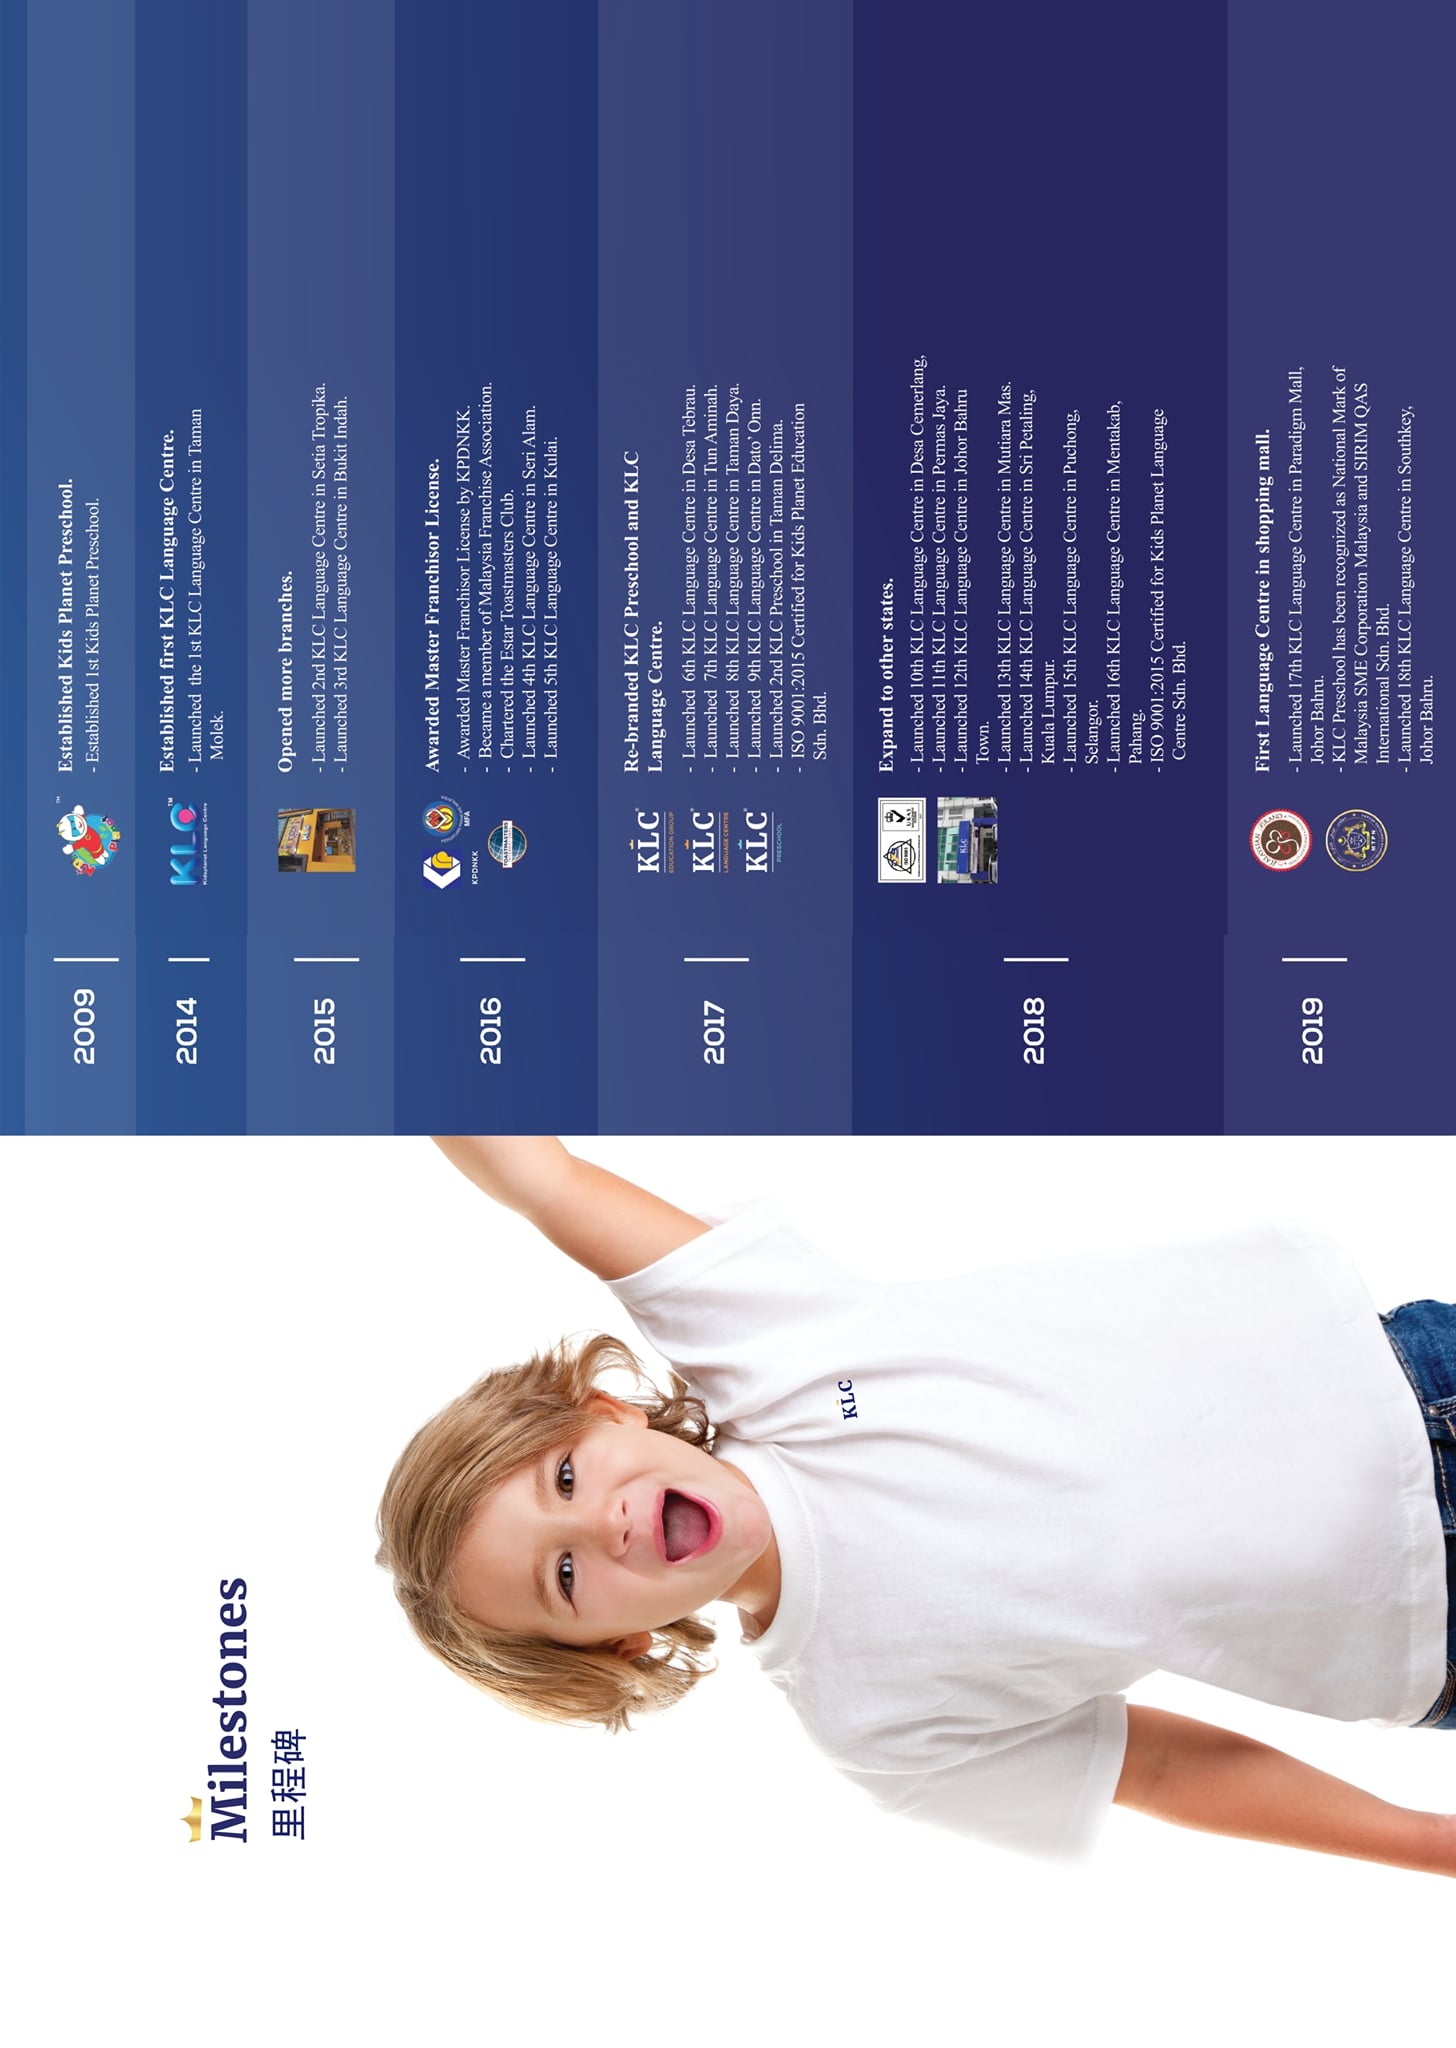 Milestones
里程碑
KLC
2009
TM
Established Kids Planet Preschool.
- Established 1st Kids Planet Preschool.
2014
KLC TM
Kidsplanet Language Centre
Established first KLC Language Centre.
- Launched the 1st KLC Language Centre in Taman
Molek.
2015
KLC
Opened more branches.
- Launched 2nd KLC Language Centre in Setia Tropika.
- Launched 3rd KLC Language Centre in Bukit Indah.
2016
KPDNKK
MFA
TOASTMASTERS
INTERNATIONAL
Awarded Master Franchisor License.
- Awarded Master Franchisor License by KPDNKK.
- Became a member of Malaysia Franchise Association.
- Chartered the Estar Toastmasters Club.
- Launched 4th KLC Language Centre in Seri Alam.
- Launched 5th KLC Language Centre in Kulai.
2017
KLC®
EDUCATION GROUP
KLC®
LANGUAGE CENTRE
KLC®
PRESCHOOL
Re-branded KLC Preschool and KLC
Language Centre.
- Launched 6th KLC Language Centre in Desa Tebrau.
- Launched 7th KLC Language Centre in Tun Aminah.
- Launched 8th KLC Language Centre in Taman Daya.
- Launched 9th KLC Language Centre in Dato’ Onn.
- Launched 2nd KLC Preschool in Taman Delima.
- ISO 9001:2015 Certified for Kids Planet Education
Sdn. Bhd.
2018
ISO 9001
UKAS
KLC
Expand to other states.
- Launched 10th KLC Language Centre in Desa Cemerlang,
- Launched 11th KLC Language Centre in Permas Jaya.
- Launched 12th KLC Language Centre in Johor Bahru
Town.
- Launched 13th KLC Language Centre in Mutiara Mas.
- Launched 14th KLC Language Centre in Sri Petaling,
Kuala Lumpur.
- Launched 15th KLC Language Centre in Puchong,
Selangor.
- Launched 16th KLC Language Centre in Mentakab,
Pahang.
- ISO 9001:2015 Certified for Kids Planet Language
Centre Sdn. Bhd.
2019
MALAYSIAN BRAND
MTPN
First Language Centre in shopping mall.
- Launched 17th KLC Language Centre in Paradigm Mall,
Johor Bahru.
- KLC Preschool has been recognized as National Mark of
Malaysia SME Corporation Malaysia and SIRIM QAS
International Sdn. Bhd.
- Launched 18th KLC Language Centre in Southkey,
Johor Bahru.